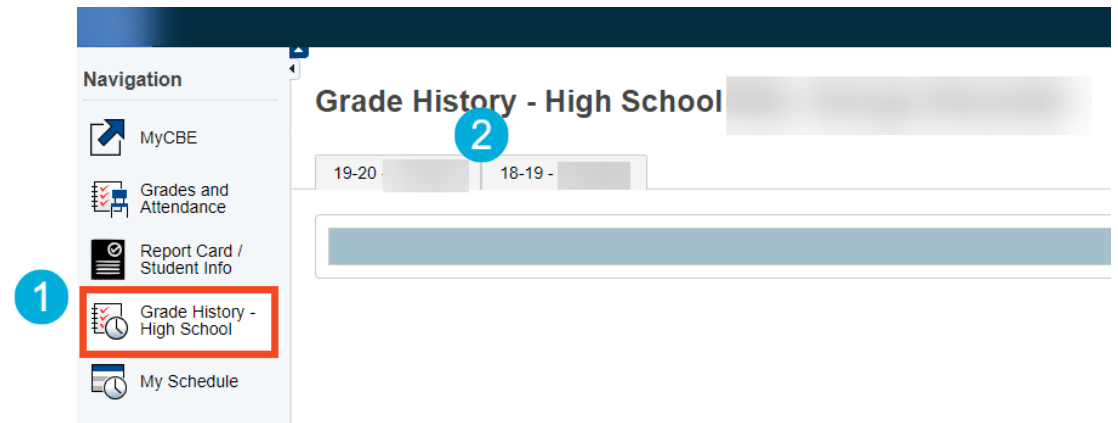 Navigation
MyCBE
Grades and
Attendance
Report Card /
Student Info
1
Grade History -
High School
My Schedule
Grade History - High School
2
19-20 -
18-19 -